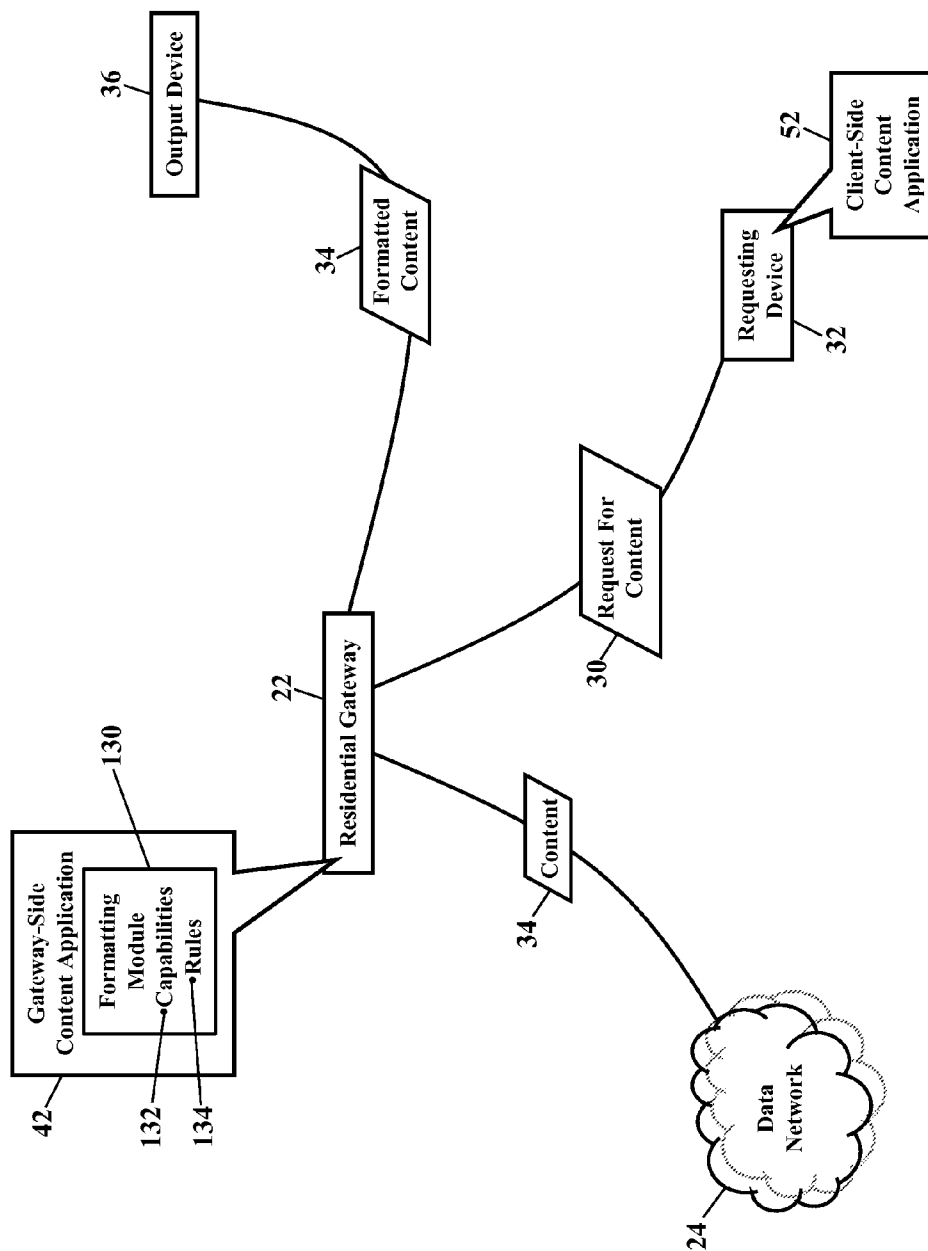 42
Gateway-Side
Content Application
130
Formatting
Module
132
•Capabilities
134
•Rules
22
Residential Gateway
34
Formatted
Content
36
Output Device
24
Data
Network
34
Content
30
Request For
Content
32
Requesting
Device
52
Client-Side
Content
Application